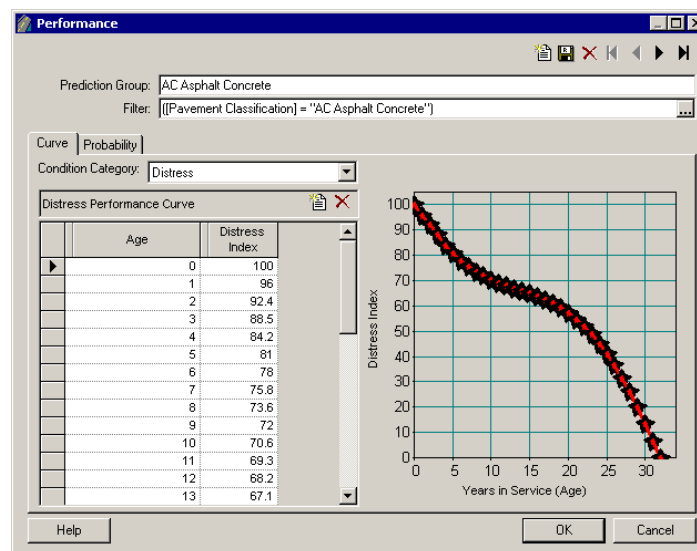 Performance
Prediction Group: AC Asphalt Concrete
Filter: ([Pavement Classification] = "AC Asphalt Concrete") ...
Curve Probability
Condition Category: Distress
Distress Performance Curve
Age Distress Index
0 100
1 96
2 92.4
3 88.5
4 84.2
5 81
6 78
7 75.8
8 73.6
9 72
10 70.6
11 69.3
12 68.2
13 67.1
Distress Index
100
90
80
70
60
50
40
30
20
10
0
0 5 10 15 20 25 30
Years in Service (Age)
Help OK Cancel